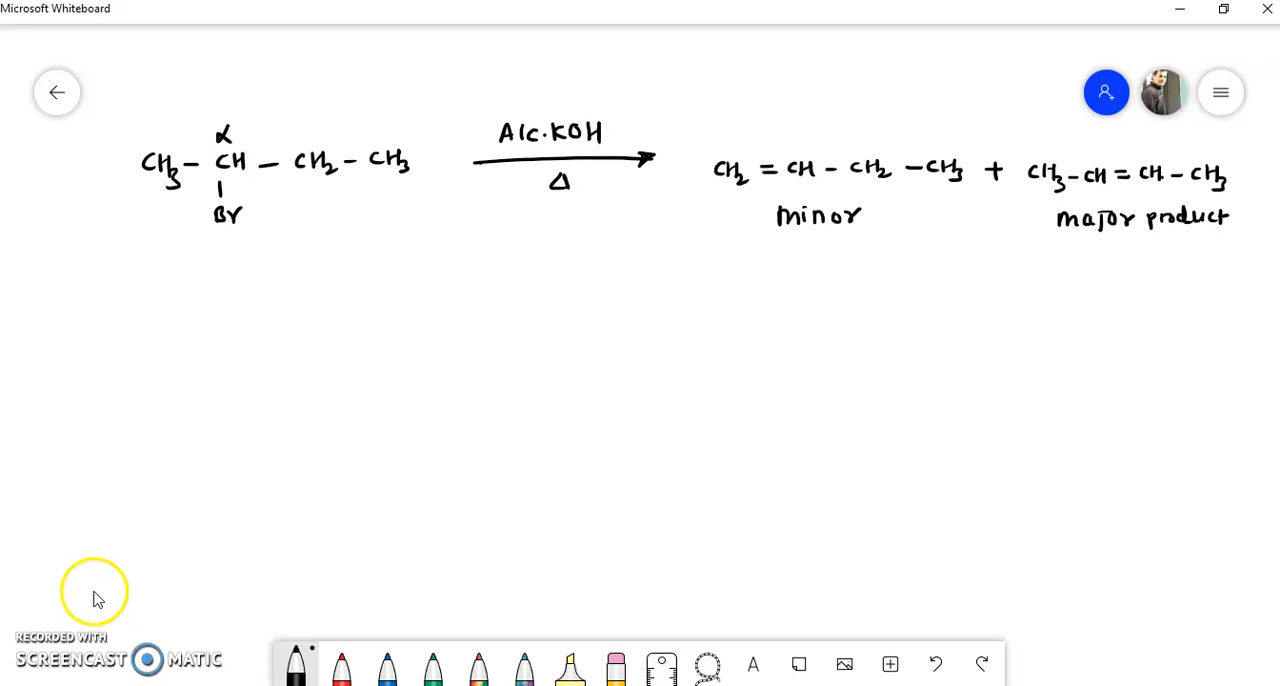 Microsoft Whiteboard
α
CH3 - CH - CH2 - CH3
Br
Alc.KOH
Δ
CH2 = CH - CH2 - CH3 + CH3 - CH = CH - CH3
minor major product
RECORDED WITH
SCREENCAST MATIC
A